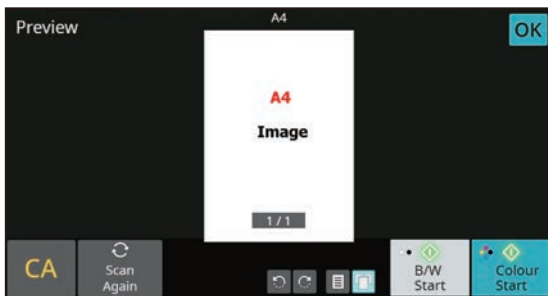 Preview
A4
OK
A4
Image
1 / 1
CA
Scan
Again
B/W
Start
Colour
Start